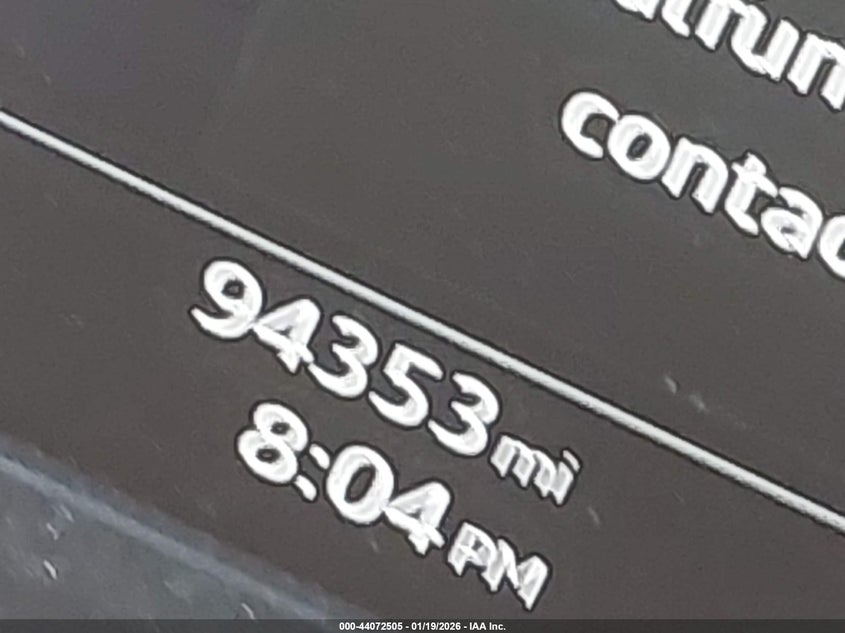 contac
94353 mi
8:04 PM
000-44072505 - 01/19/2026 - IAA Inc.